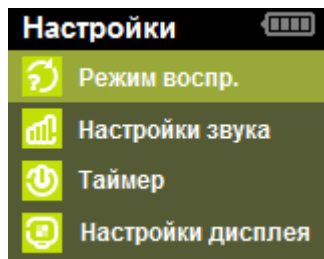 Настройки
Режим воспр.
Настройки звука
Таймер
Настройки дисплея